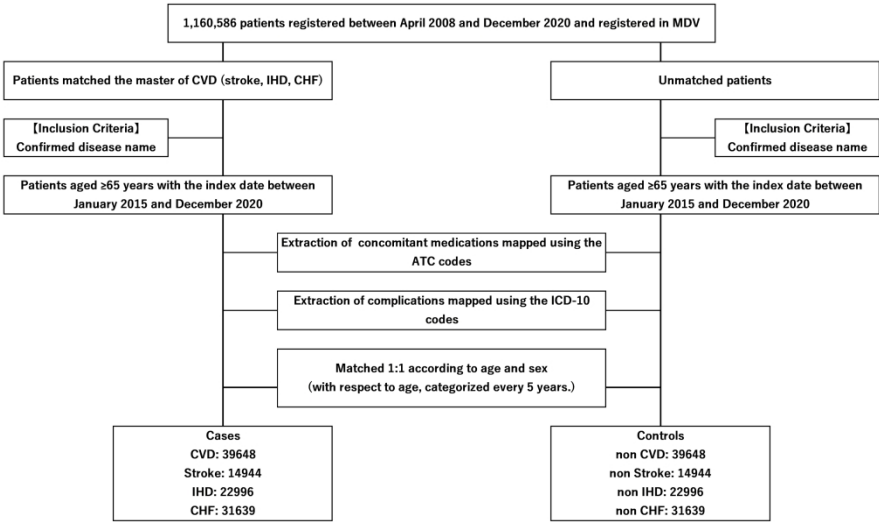 1,160,586 patients registered between April 2008 and December 2020 and registered in MDV
Patients matched the master of CVD (stroke, IHD, CHF)
Unmatched patients
【Inclusion Criteria】
Confirmed disease name
【Inclusion Criteria】
Confirmed disease name
Patients aged ≥65 years with the index date between
January 2015 and December 2020
Patients aged ≥65 years with the index date between
January 2015 and December 2020
Extraction of concomitant medications mapped using the
ATC codes
Extraction of complications mapped using the ICD-10
codes
Matched 1:1 according to age and sex
(with respect to age, categorized every 5 years.)
Cases
CVD: 39648
Stroke: 14944
IHD: 22996
CHF: 31639
Controls
non CVD: 39648
non Stroke: 14944
non IHD: 22996
non CHF: 31639